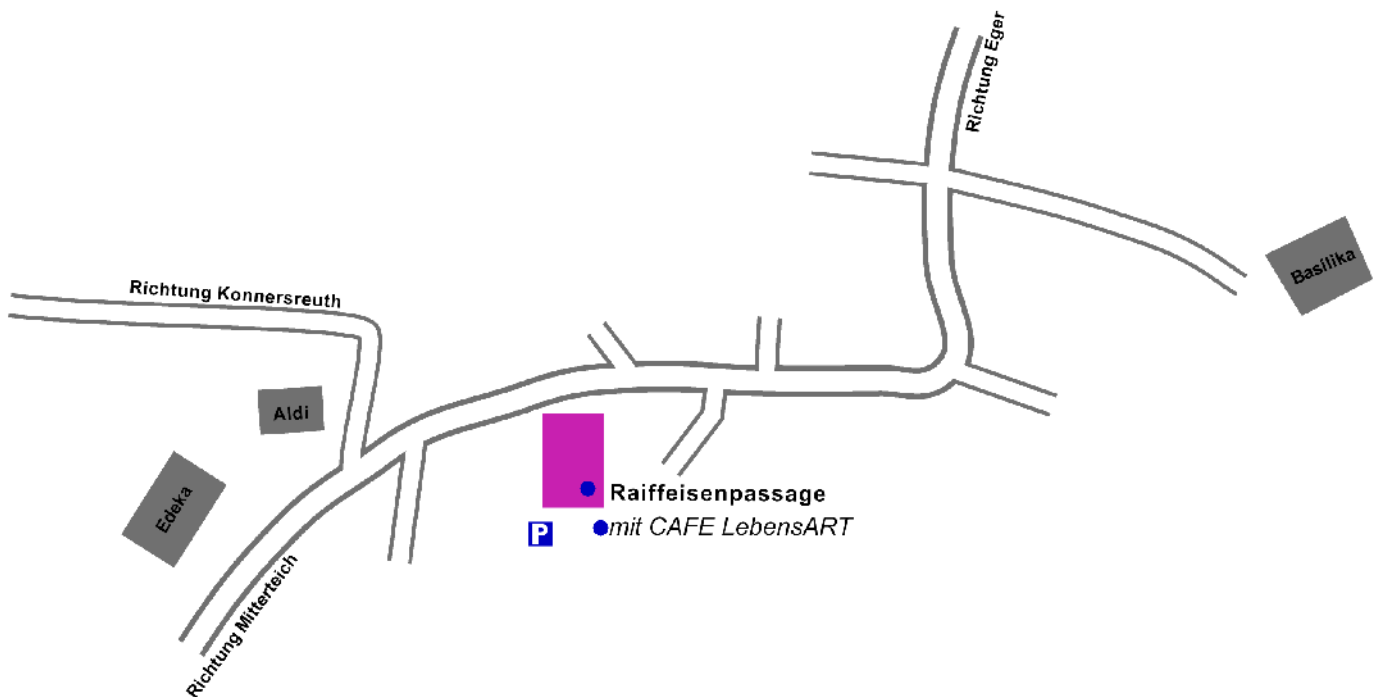 Richtung Eger
Basilika
Richtung Konnersreuth
Aldi
Edeka
Raiffeisenpassage
P
mit CAFE LebensART
Richtung Mitterteich